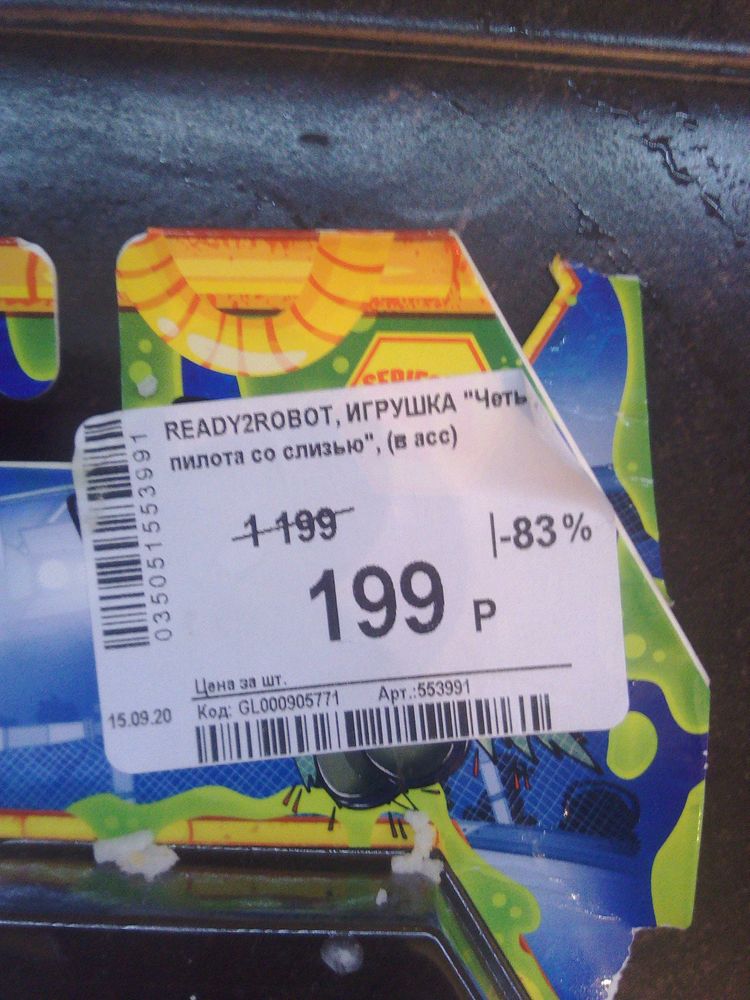 READY2ROBOT, ИГРУШКА "Четь
пилота со слизью", (в асс)
1 199
|-83%
199 Р
Цена за шт.
Код: GL000905771 Арт.:553991
15.09.20
035051553991